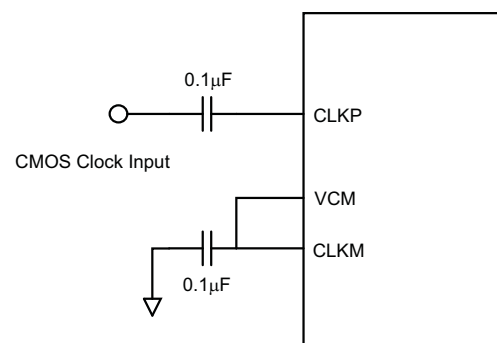 0.1μF
CLKP
CMOS Clock Input
VCM
CLKM
0.1μF